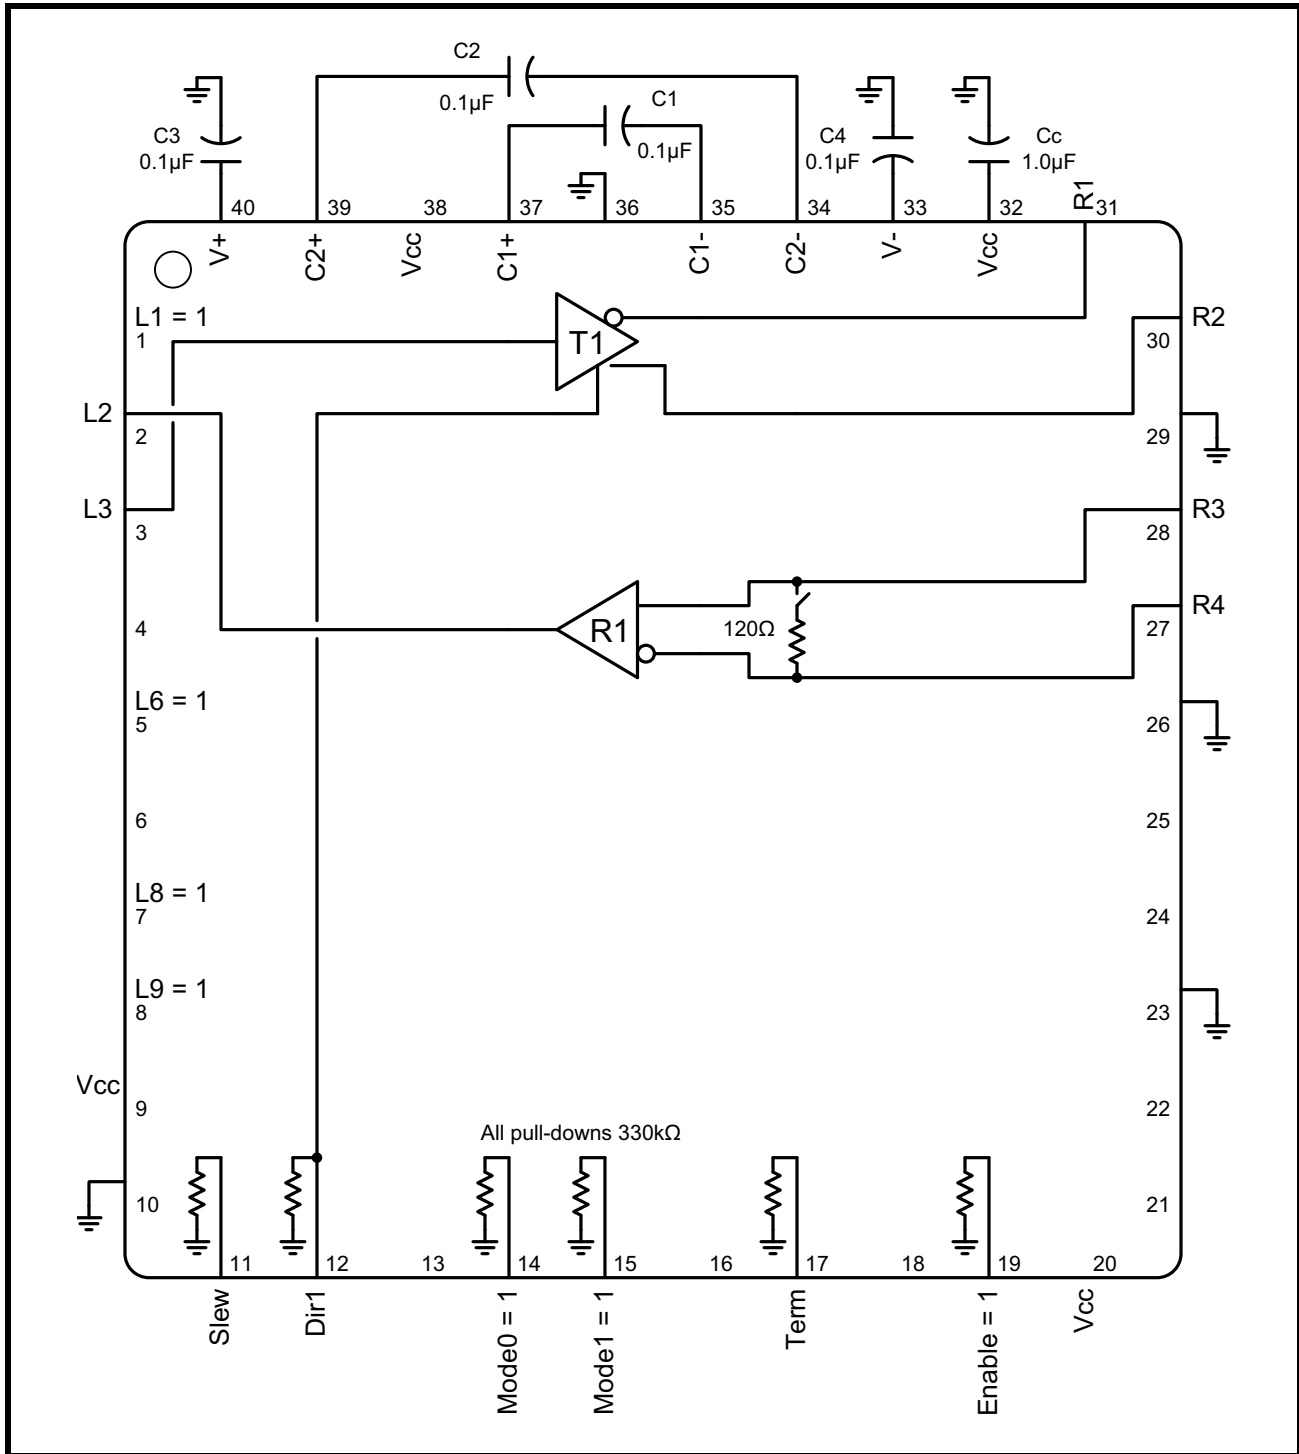 C2
0.1µF
C1
0.1µF
C3
0.1µF
C4
0.1µF
Cc
1.0µF
40
39
38
37
36
35
34
33
32
R1
31
V+
C2+
Vcc
C1+
C1-
C2-
V-
Vcc
L1 = 1
1
T1
R2
30
L2
2
29
L3
3
R3
28
R4
4
R1
120Ω
27
L6 = 1
5
26
6
25
L8 = 1
7
24
L9 = 1
8
23
Vcc
9
22
All pull-downs 330kΩ
10
21
11
12
13
14
15
16
17
18
19
20
Slew
Dir1
Mode0 = 1
Mode1 = 1
Term
Enable = 1
Vcc